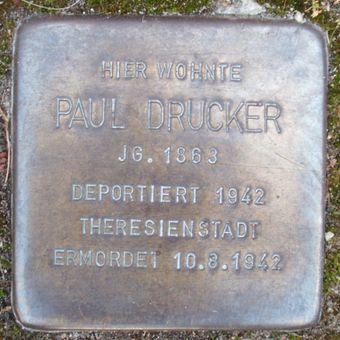 HIER WOHNTE
PAUL DRUCKER
JG. 1863
DEPORTIERT 1942
THERESIENSTADT
ERMORDET 10.8.1942